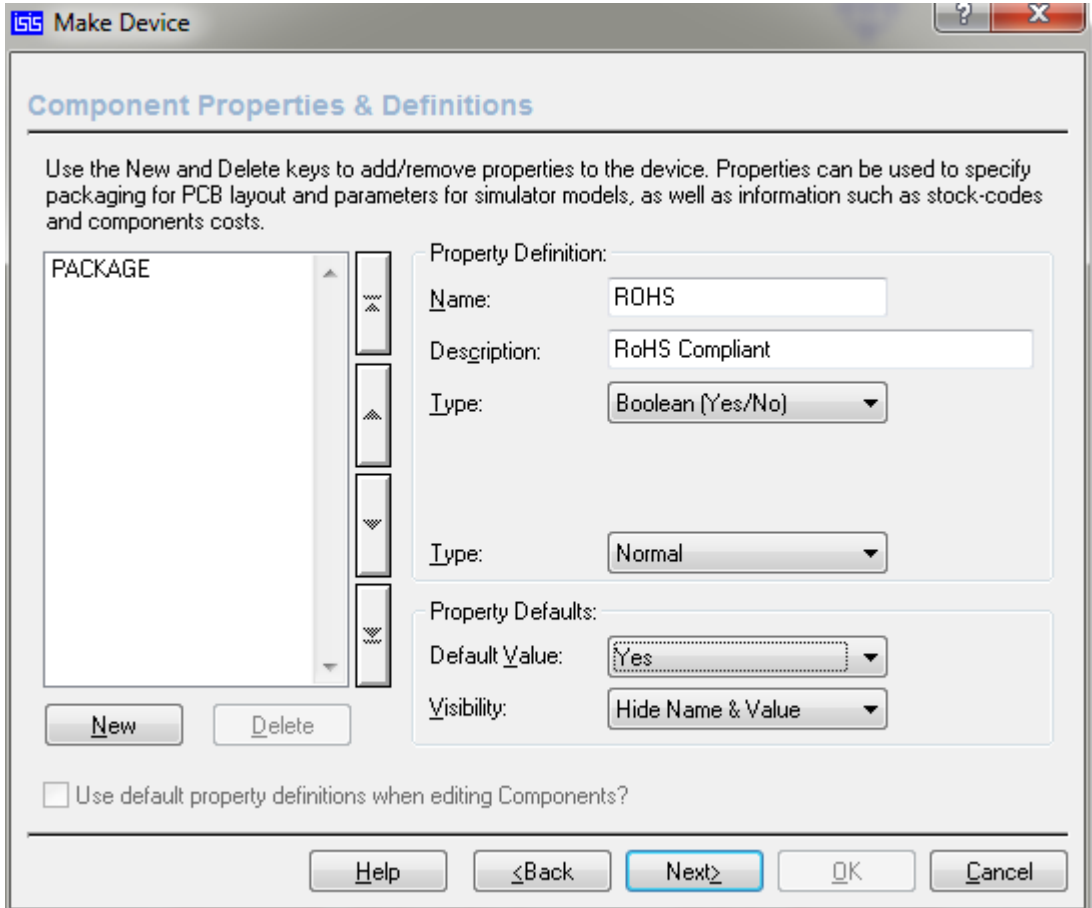 isis Make Device
?
X
Component Properties & Definitions
Use the New and Delete keys to add/remove properties to the device. Properties can be used to specify
packaging for PCB layout and parameters for simulator models, as well as information such as stock-codes
and components costs.
PACKAGE
Property Definition:
Name: ROHS
Description: RoHS Compliant
Type: Boolean (Yes/No)
Type: Normal
Property Defaults:
Default Value: Yes
Visibility: Hide Name & Value
New Delete
Use default property definitions when editing Components?
Help <Back Next> OK Cancel